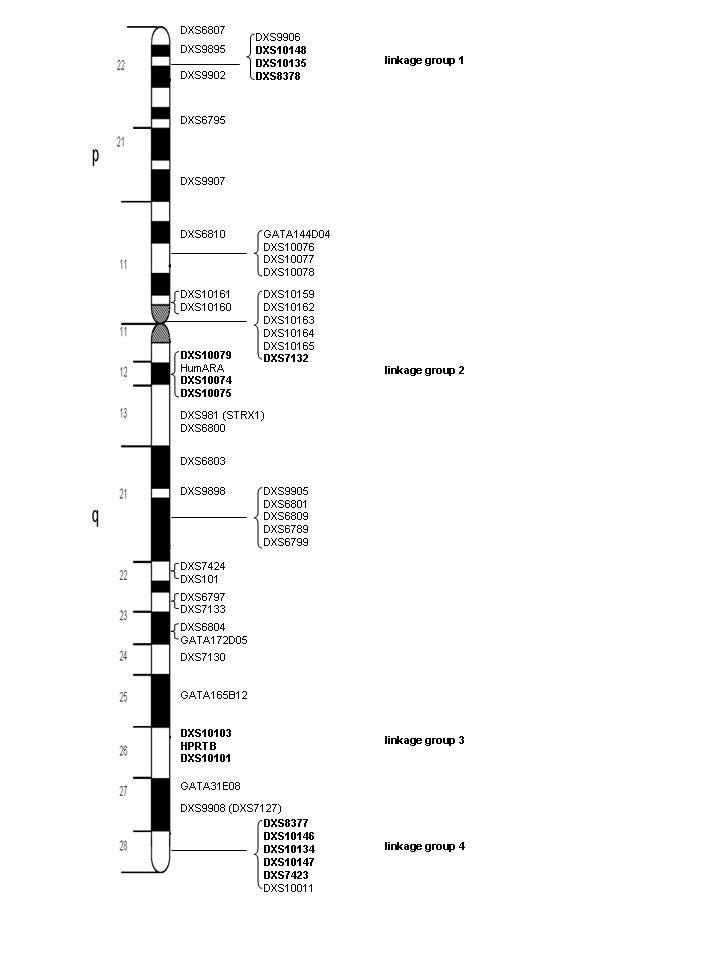 DXS6807
DXS9906
DXS9895
DXS10148
22
DXS10135
linkage group 1
DXS9902
DXS8378
DXS6795
21
p
DXS9907
DXS6810
GATA144D04
DXS10076
DXS10077
11
DXS10078
DXS10161
DXS10159
DXS10160
DXS10162
DXS10163
11
DXS10164
DXS10165
DXS10079
DXS7132
12
HumARA
linkage group 2
DXS10074
DXS10075
13
DXS981 (STRX1)
DXS6800
DXS6803
21
DXS9898
DXS9905
DXS6801
q
DXS6809
DXS6789
DXS6799
22
DXS7424
DXS101
DXS6797
23
DXS7133
DXS6804
GATA172D05
24
DXS7130
25
GATA165B12
DXS10103
26
HPRTB
linkage group 3
DXS10101
27
GATA31E08
DXS9908 (DXS7127)
DXS8377
DXS10146
28
DXS10134
linkage group 4
DXS10147
DXS7423
DXS10011